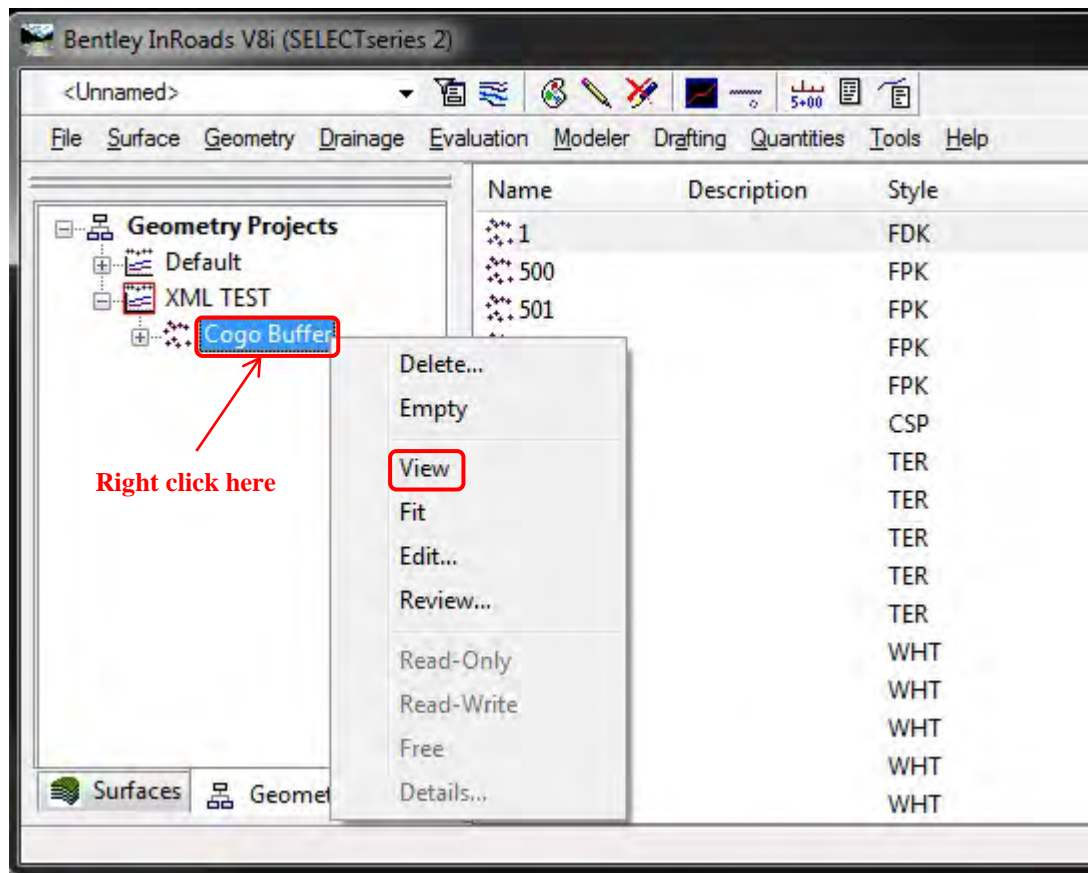 Bentley InRoads V8i (SELECTseries 2)
<Unnamed>
5+00
File Surface Geometry Drainage Evaluation Modeler Drafting Quantities Tools Help
Name Description Style
Geometry Projects
Default
XML TEST
Cogo Buffer
1 FDK
500 FPK
501 FPK
FPK
FPK
CSP
TER
TER
TER
TER
TER
WHT
WHT
WHT
WHT
WHT
Delete...
Empty
View
Fit
Edit...
Review...
Read-Only
Read-Write
Free
Details...
Right click here
Surfaces Geomet